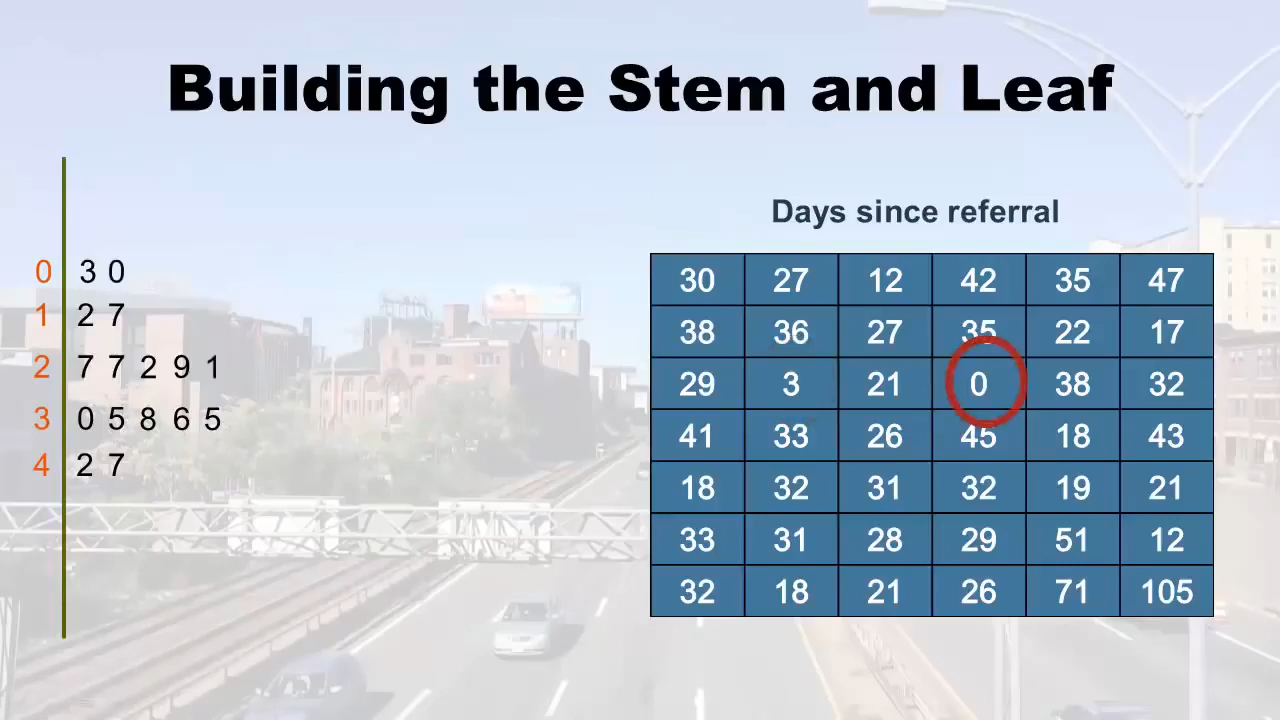 Building the Stem and Leaf
Days since referral
0 3 0
1 2 7
2 7 7 2 9 1
3 0 5 8 6 5
4 2 7
30 27 12 42 35 47
38 36 27 35 22 17
29 3 21 0 38 32
41 33 26 45 18 43
18 32 31 32 19 21
33 31 28 29 51 12
32 18 21 26 71 105